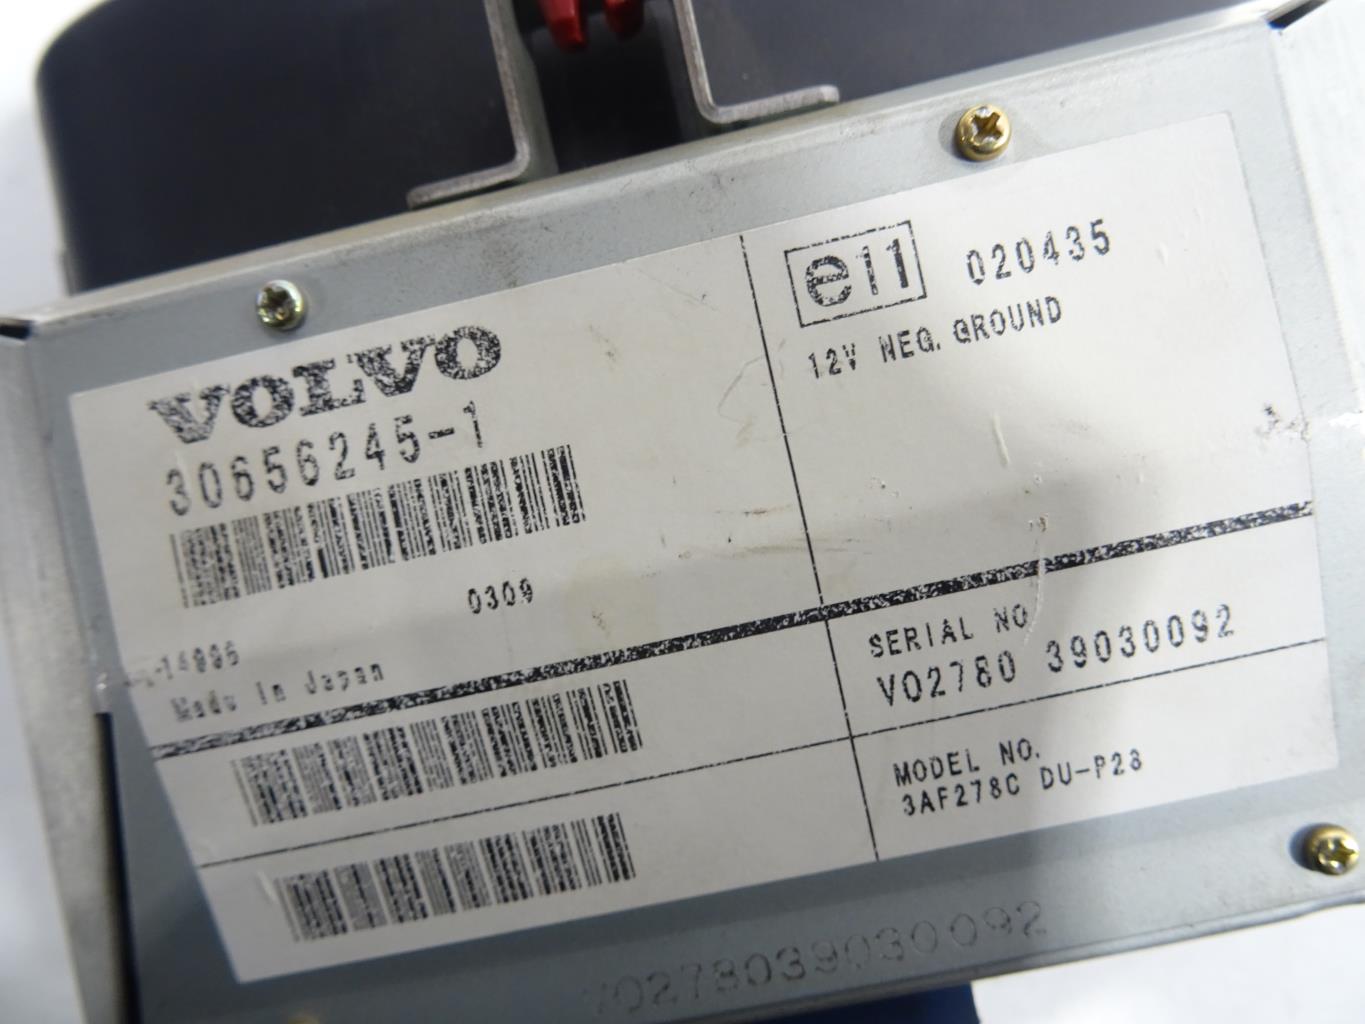 VOLVO
30656245-1
0309
Made in Japan
e11 020435
12V NEG. GROUND
SERIAL NO
V02780 39030092
MODEL NO.
3AF278C DU-P28
V0278039030092